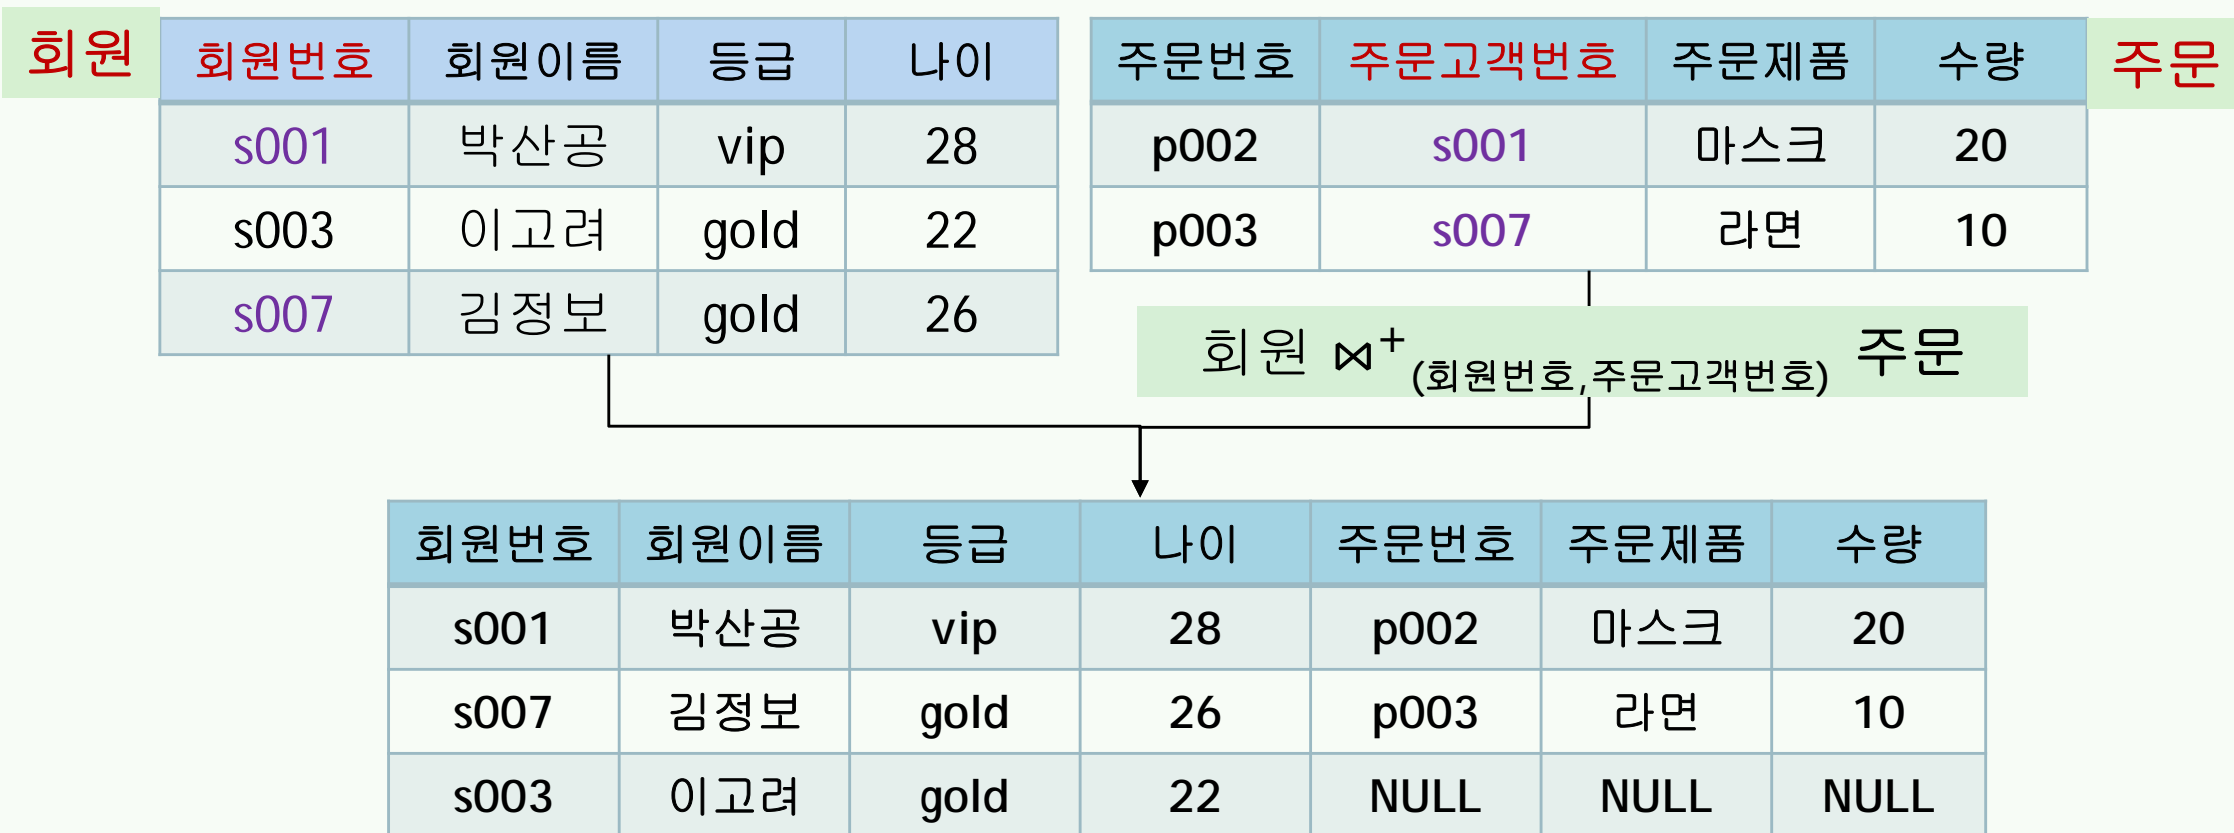 회원
회원번호 회원이름 등급 나이
s001 박산공 vip 28
s003 이고려 gold 22
s007 김정보 gold 26
주문번호 주문고객번호 주문제품 수량
주문
p002 s001 마스크 20
p003 s007 라면 10
회원 ⋈⁺(회원번호,주문고객번호) 주문
회원번호 회원이름 등급 나이 주문번호 주문제품 수량
s001 박산공 vip 28 p002 마스크 20
s007 김정보 gold 26 p003 라면 10
s003 이고려 gold 22 NULL NULL NULL